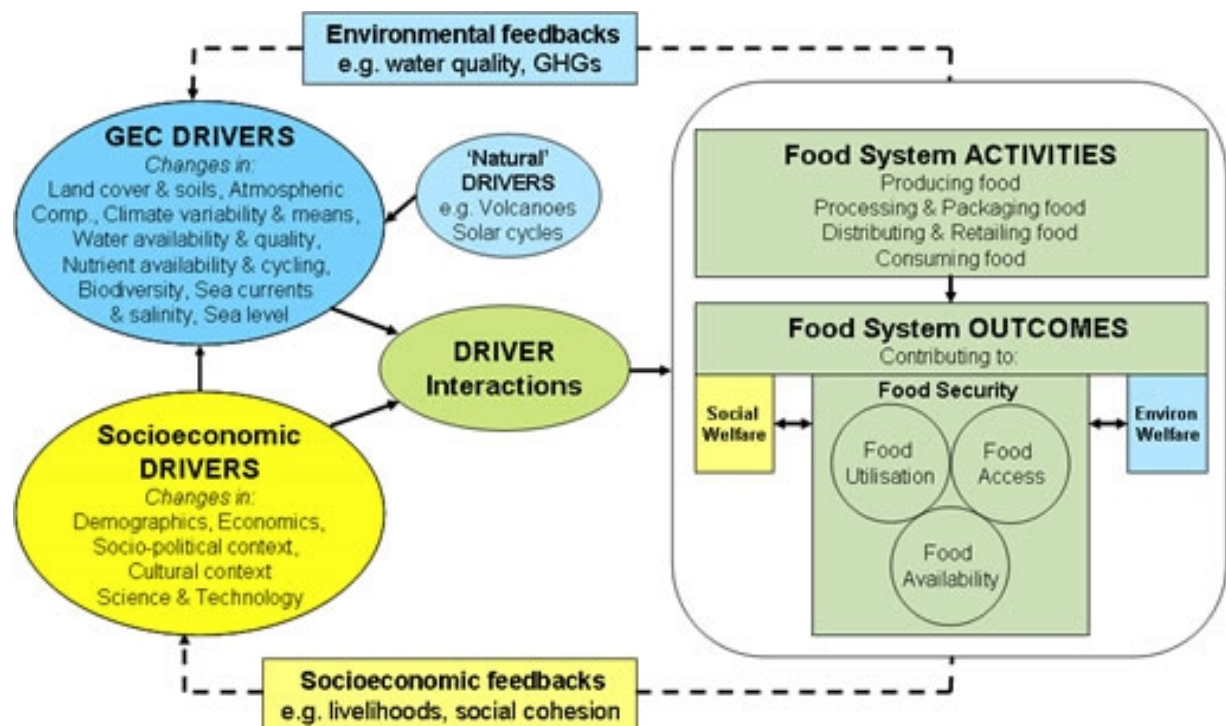 Environmental feedbacks
e.g. water quality, GHGs
GEC DRIVERS
Changes in:
Land cover & soils, Atmospheric
Comp., Climate variability & means,
Water availability & quality,
Nutrient availability & cycling,
Biodiversity, Sea currents
& salinity, Sea level
'Natural'
DRIVERS
e.g. Volcanoes
Solar cycles
DRIVER
Interactions
Socioeconomic
DRIVERS
Changes in:
Demographics, Economics,
Socio-political context,
Cultural context
Science & Technology
Socioeconomic feedbacks
e.g. livelihoods, social cohesion
Food System ACTIVITIES
Producing food
Processing & Packaging food
Distributing & Retailing food
Consuming food
Food System OUTCOMES
Contributing to:
Social
Welfare
Food Security
Food
Utilisation
Food
Access
Food
Availability
Environ
Welfare